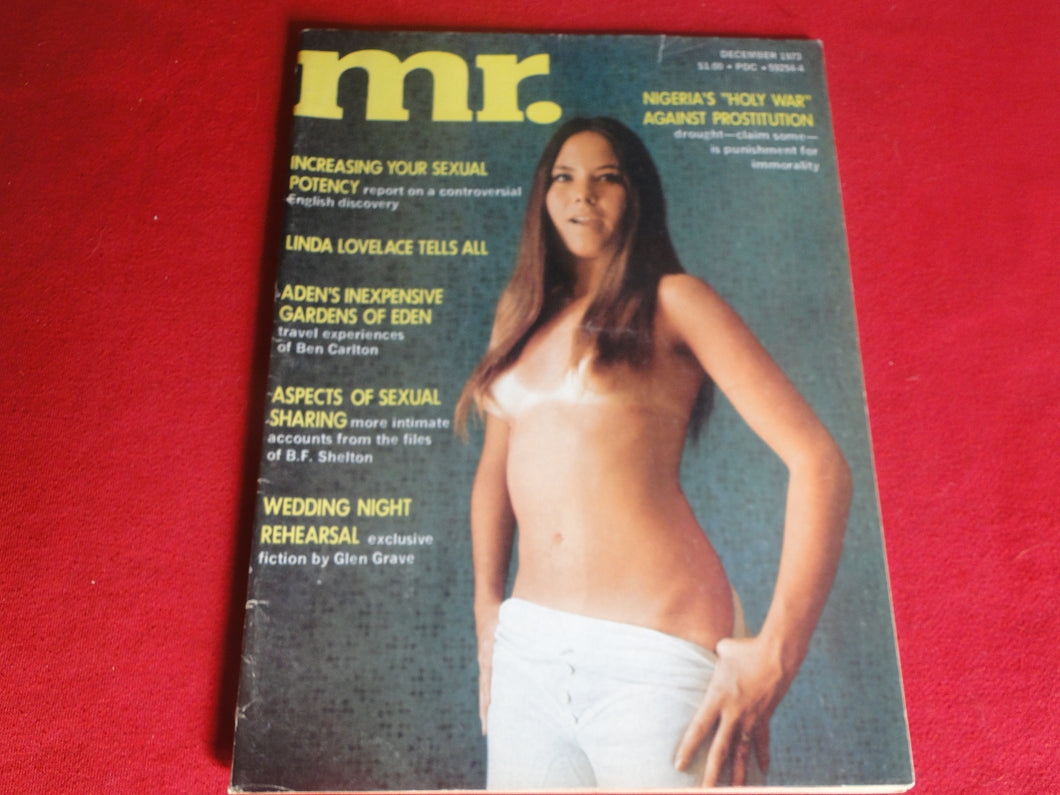 mr.
DECEMBER 1973
$1.00 • PDC • 59254-4
NIGERIA'S "HOLY WAR"
AGAINST PROSTITUTION
drought—claim some—
is punishment for
immorality
INCREASING YOUR SEXUAL
POTENCY report on a controversial
English discovery
LINDA LOVELACE TELLS ALL
ADEN'S INEXPENSIVE
GARDENS OF EDEN
travel experiences
of Ben Carlton
ASPECTS OF SEXUAL
SHARING more intimate
accounts from the files
of B.F. Shelton
WEDDING NIGHT
REHEARSAL exclusive
fiction by Glen Grave